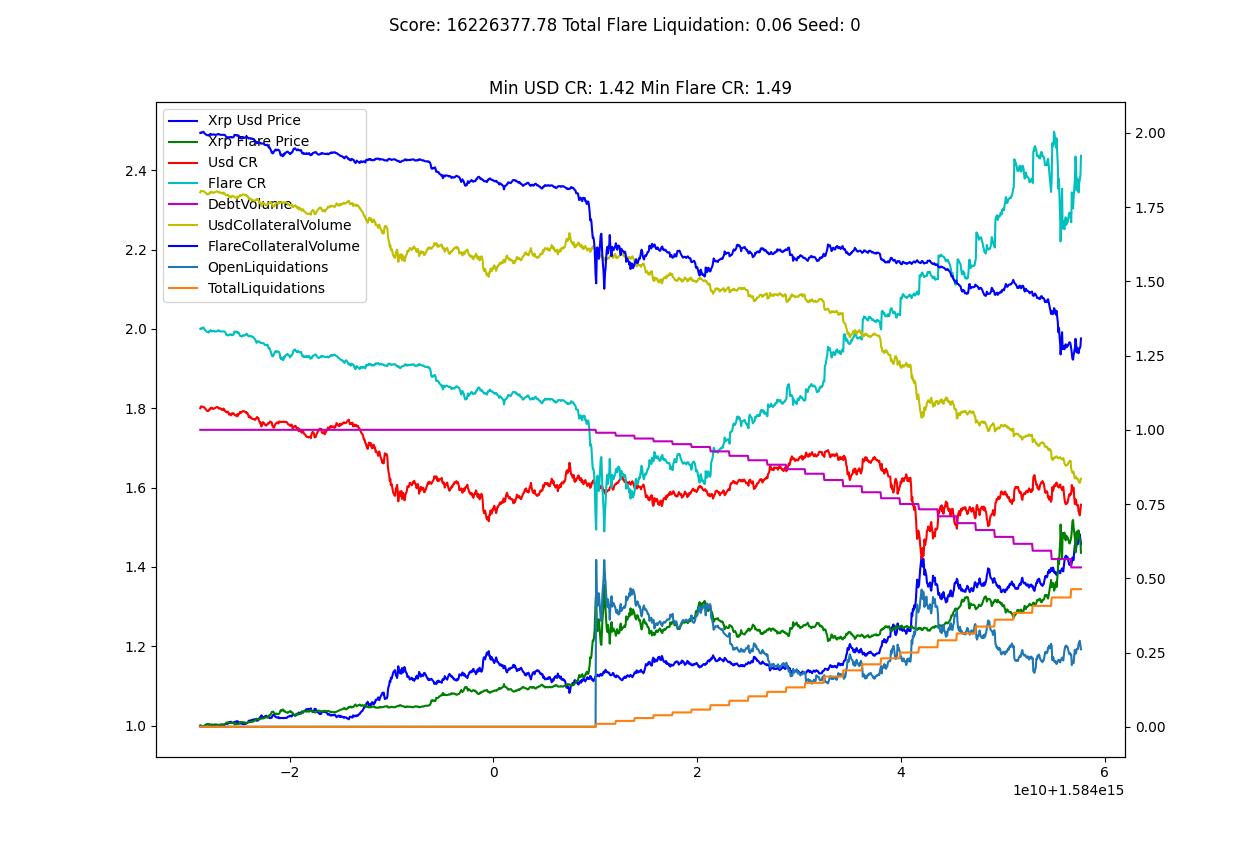 Score: 16226377.78 Total Flare Liquidation: 0.06 Seed: 0
Min USD CR: 1.42 Min Flare CR: 1.49
Xrp Usd Price
Xrp Flare Price
Usd CR
Flare CR
DebtVolume
UsdCollateralVolume
FlareCollateralVolume
OpenLiquidations
TotalLiquidations
2.4
2.2
2.0
1.8
1.6
1.4
1.2
1.0
2.00
1.75
1.50
1.25
1.00
0.75
0.50
0.25
0.00
−2
0
2
4
6
1e10+1.584e15